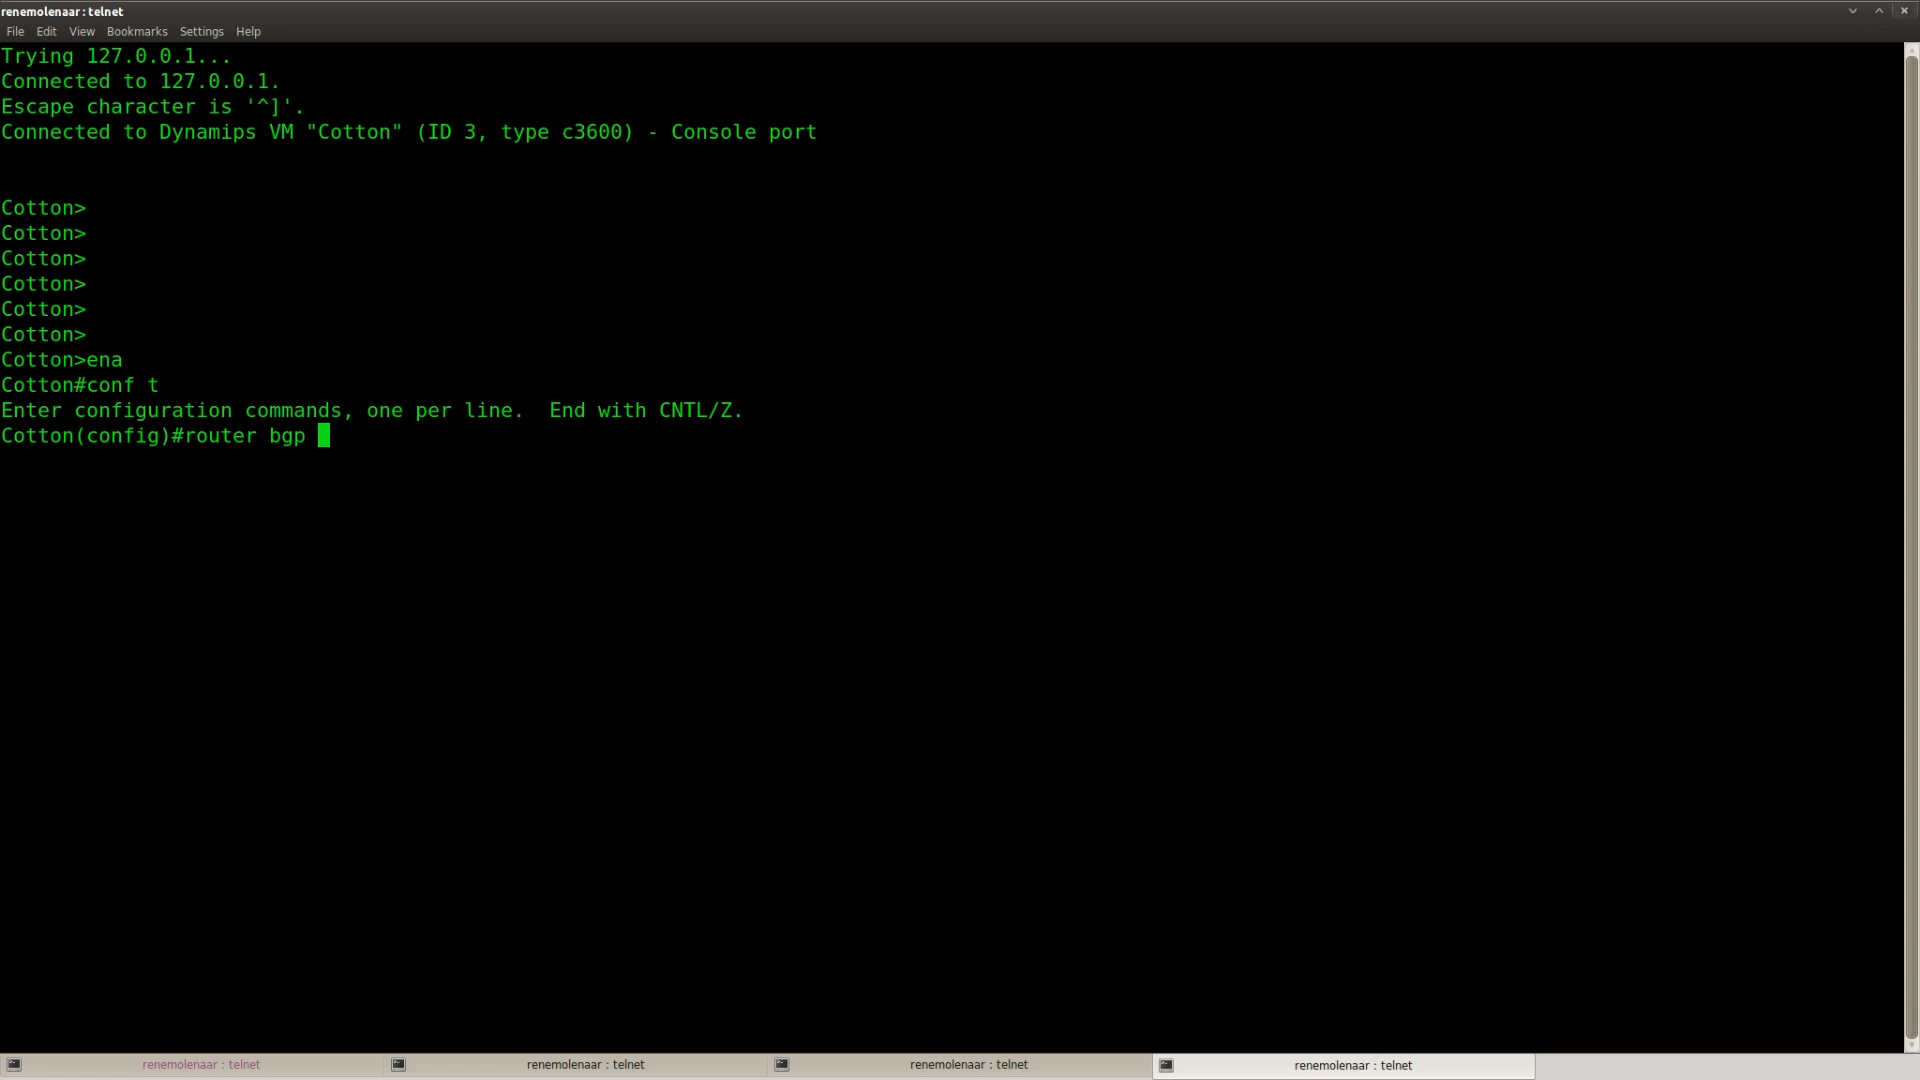 renemolenaar : telnet
File Edit View Bookmarks Settings Help
Trying 127.0.0.1...
Connected to 127.0.0.1.
Escape character is '^]'.
Connected to Dynamips VM "Cotton" (ID 3, type c3600) - Console port
Cotton>
Cotton>
Cotton>
Cotton>
Cotton>
Cotton>
Cotton>ena
Cotton#conf t
Enter configuration commands, one per line.  End with CNTL/Z.
Cotton(config)#router bgp
renemolenaar : telnet renemolenaar : telnet renemolenaar : telnet renemolenaar : telnet